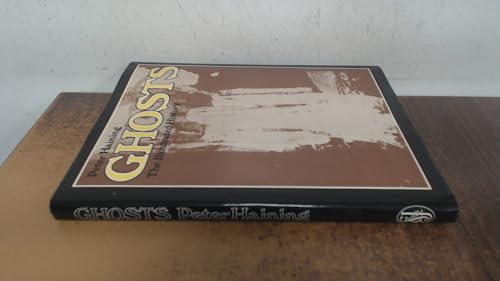 Peter Haining
GHOSTS
The Illustrated History
GHOSTS Peter Haining